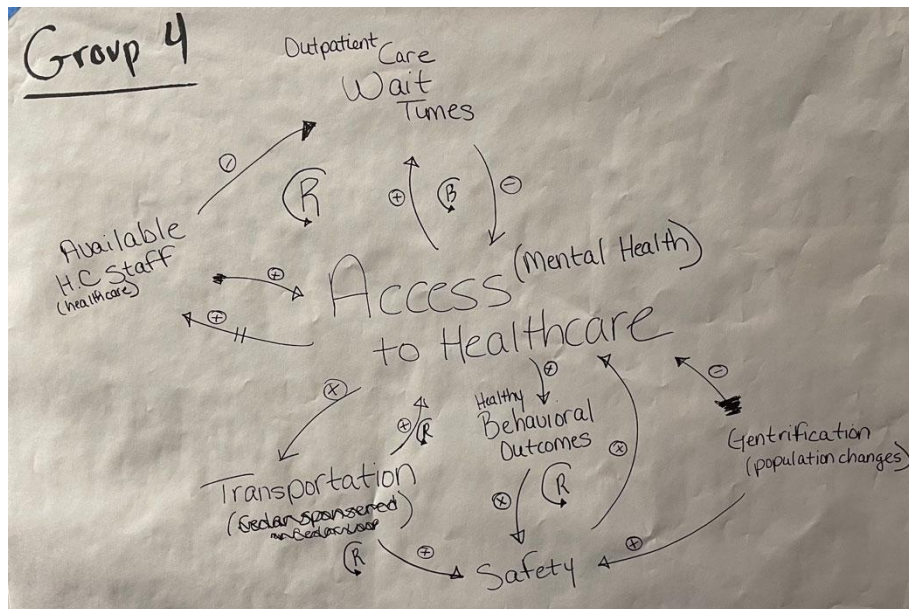 Group 4
Outpatient Care
Wait
Times
R
+
B
-
Available
H.C Staff
(healthcare)
+
+
Access (Mental Health)
to Healthcare
+
R
+
Healthy
Behavioral
Outcomes
-
Gentrification
(population changes)
Transportation
R
R
+
Safety
+